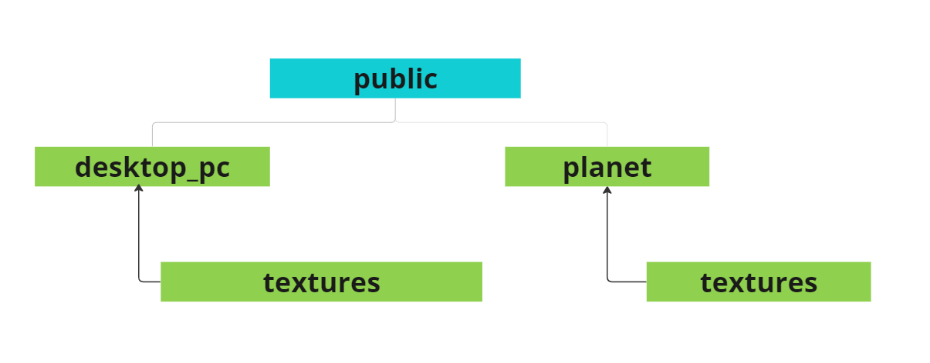 public
desktop_pc
planet
textures
textures